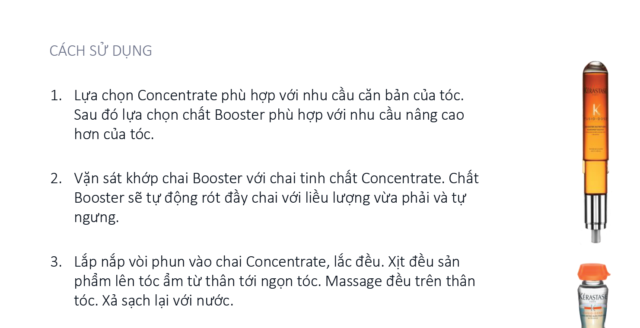 CÁCH SỬ DỤNG
1. Lựa chọn Concentrate phù hợp với nhu cầu căn bản của tóc.
Sau đó lựa chọn chất Booster phù hợp với nhu cầu nâng cao
hơn của tóc.
2. Vặn sát khớp chai Booster với chai tinh chất Concentrate. Chất
Booster sẽ tự động rót đầy chai với liều lượng vừa phải và tự
ngưng.
3. Lắp nắp vòi phun vào chai Concentrate, lắc đều. Xịt đều sản
phẩm lên tóc ẩm từ thân tới ngọn tóc. Massage đều trên thân
tóc. Xả sạch lại với nước.
KÉRASTASE
K
KÉRASTASE